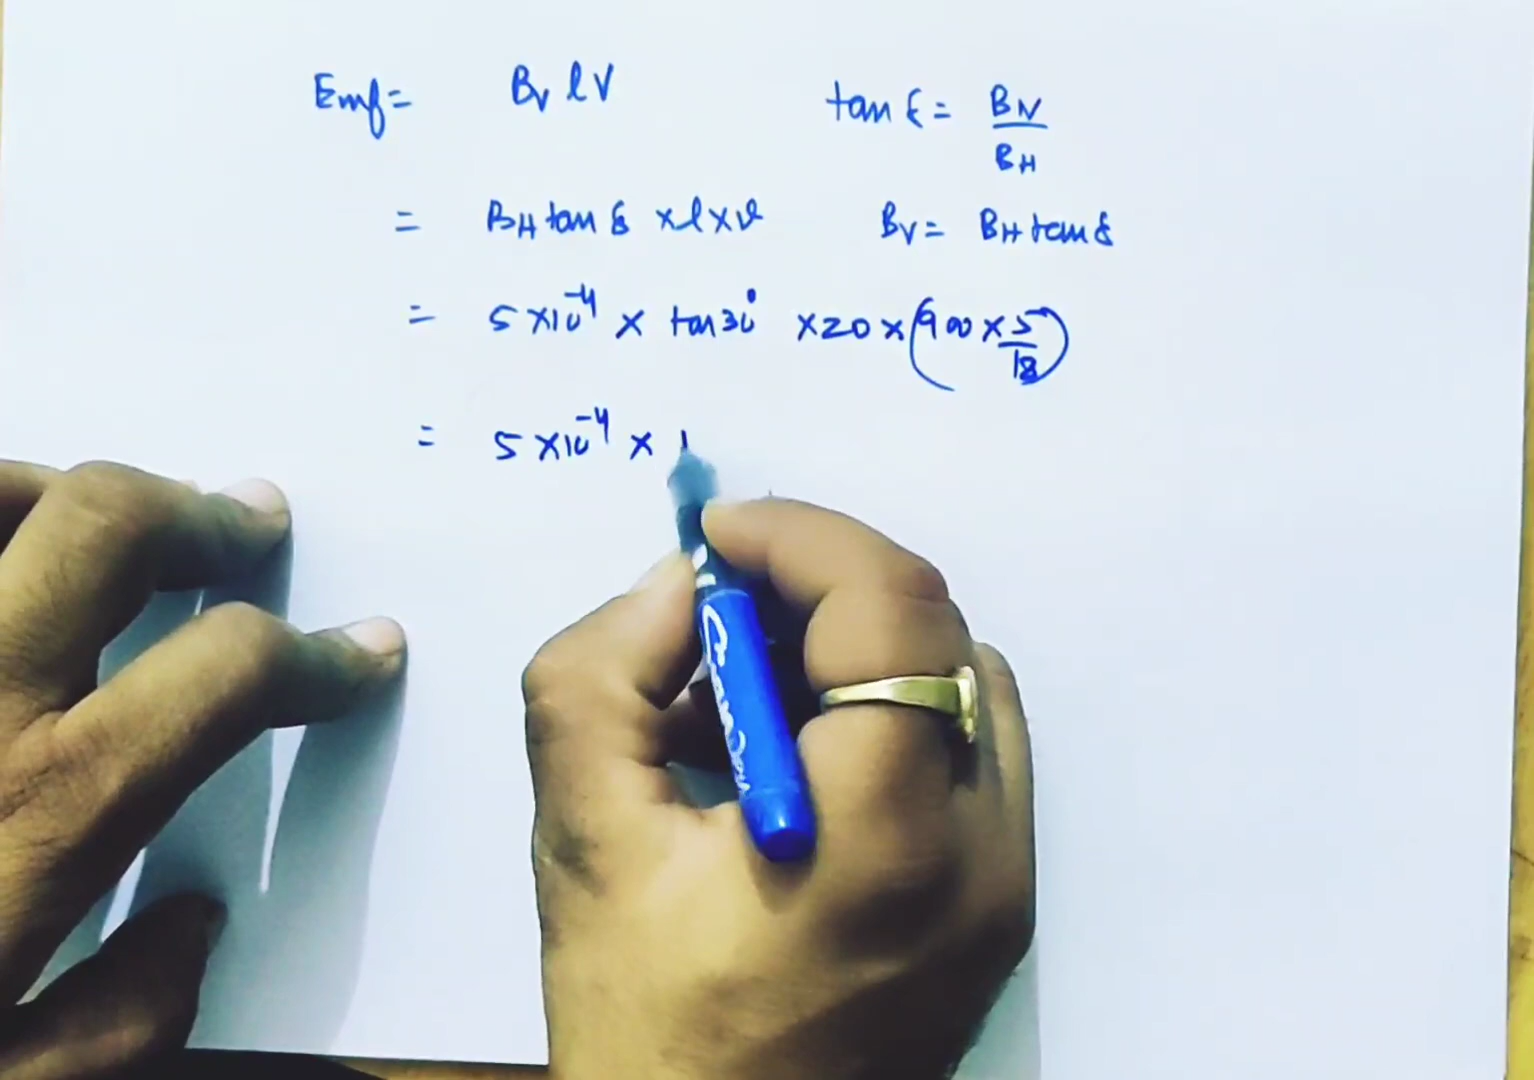 Emf = Bv l V
tan δ = BV / BH
= BH tan δ × l × v
Bv = BH tan δ
= 5 × 10⁻⁴ × tan 30° × 20 × (900 × 5/18)
= 5 × 10⁻⁴ × 1